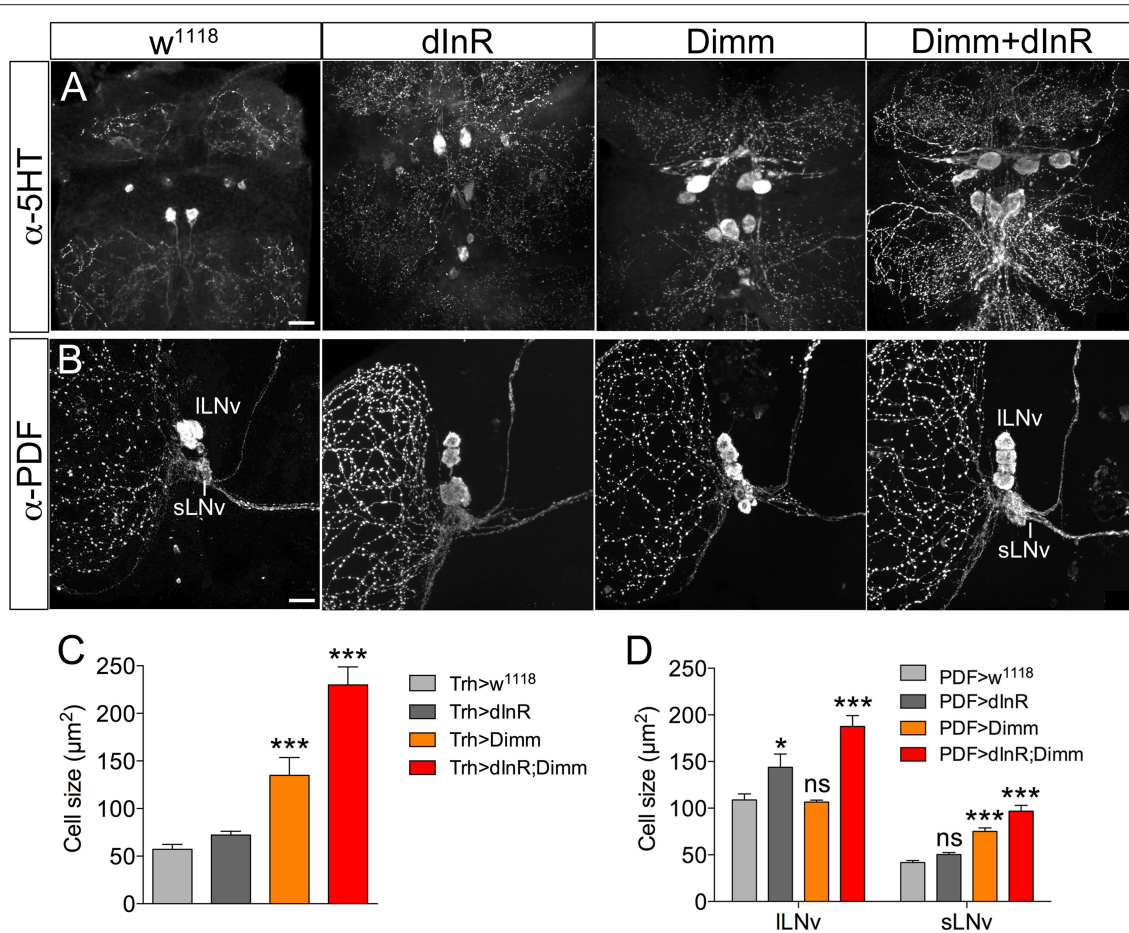 w1118 dInR Dimm Dimm+dInR
α-5HT
A
α-PDF
B
lLNv
sLNv
lLNv
sLNv
C
Cell size (µm2)
250
200
150
100
50
0
***
***
Trh>w1118
Trh>dInR
Trh>Dimm
Trh>dInR;Dimm
D
Cell size (µm2)
250
200
150
100
50
0
*
ns
***
ns
***
***
lLNv sLNv
PDF>w1118
PDF>dInR
PDF>Dimm
PDF>dInR;Dimm